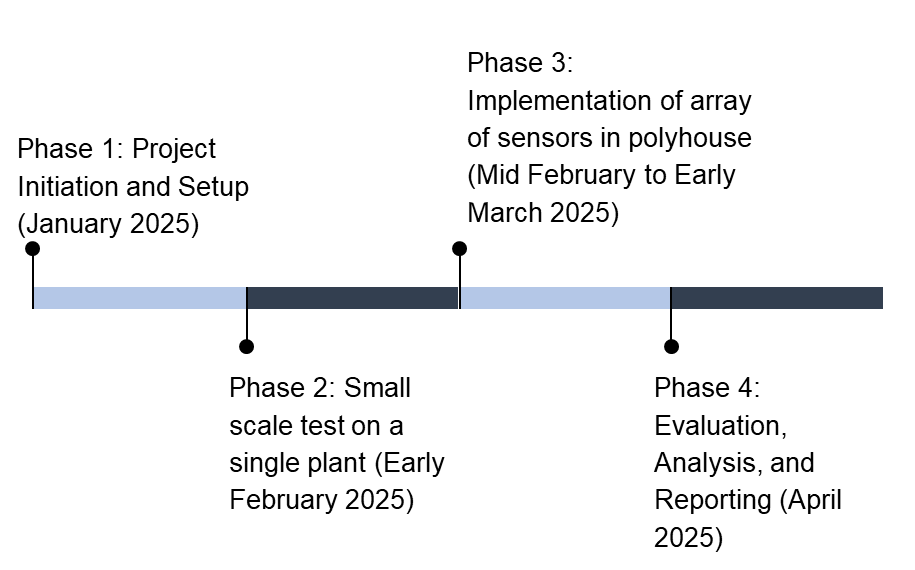 Phase 1: Project
Initiation and Setup
(January 2025)
Phase 2: Small
scale test on a
single plant (Early
February 2025)
Phase 3:
Implementation of array
of sensors in polyhouse
(Mid February to Early
March 2025)
Phase 4:
Evaluation,
Analysis, and
Reporting (April
2025)